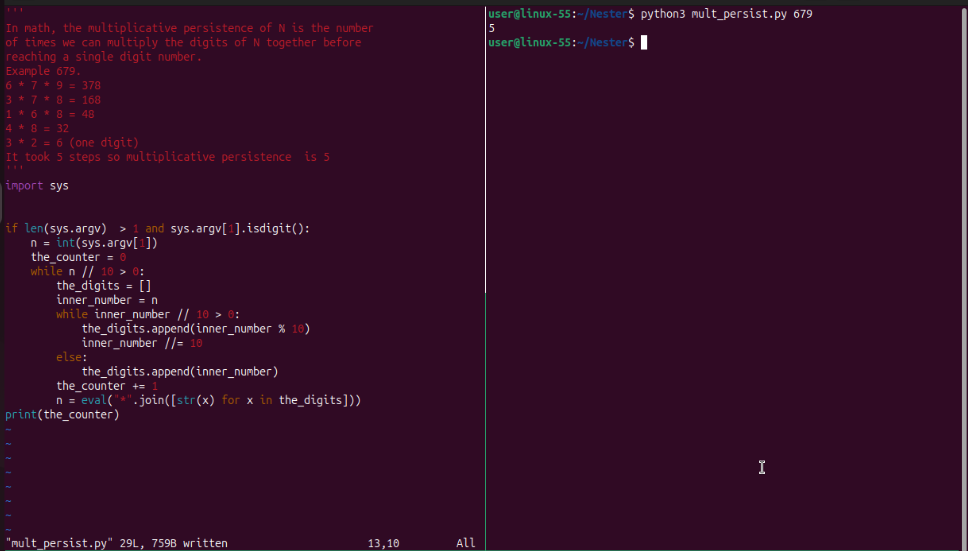 '''
In math, the multiplicative persistence of N is the number
of times we can multiply the digits of N together before
reaching a single digit number.
Example 679.
6 * 7 * 9 = 378
3 * 7 * 8 = 168
1 * 6 * 8 = 48
4 * 8 = 32
3 * 2 = 6 (one digit)
It took 5 steps so multiplicative persistence  is 5
'''
import sys
if len(sys.argv)  > 1 and sys.argv[1].isdigit():
    n = int(sys.argv[1])
    the_counter = 0
    while n // 10 > 0:
        the_digits = []
        inner_number = n
        while inner_number // 10 > 0:
            the_digits.append(inner_number % 10)
            inner_number //= 10
        else:
            the_digits.append(inner_number)
        the_counter += 1
        n = eval("*".join([str(x) for x in the_digits]))
print(the_counter)
~
~
~
~
~
~
~
~
"mult_persist.py" 29L, 759B written 13,10 All
user@linux-55:~/Nester$ python3 mult_persist.py 679
5
user@linux-55:~/Nester$